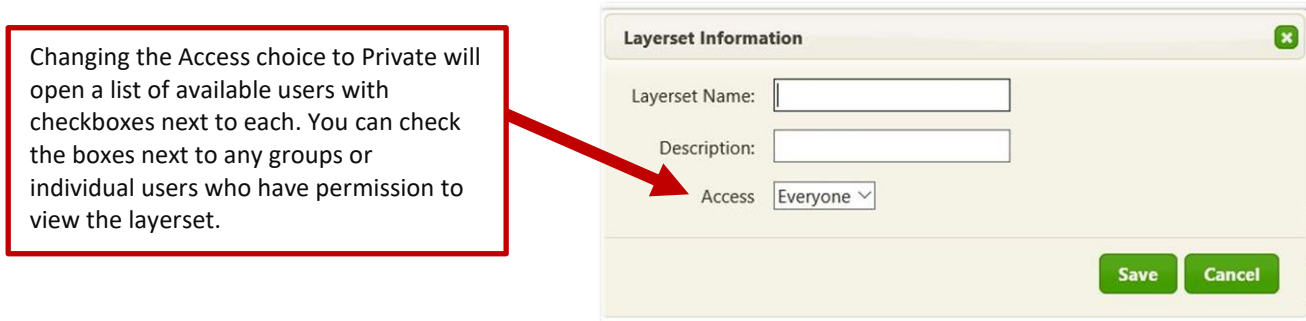 Changing the Access choice to Private will
open a list of available users with
checkboxes next to each. You can check
the boxes next to any groups or
individual users who have permission to
view the layerset.
Layerset Information
Layerset Name:
Description:
Access Everyone
Save Cancel